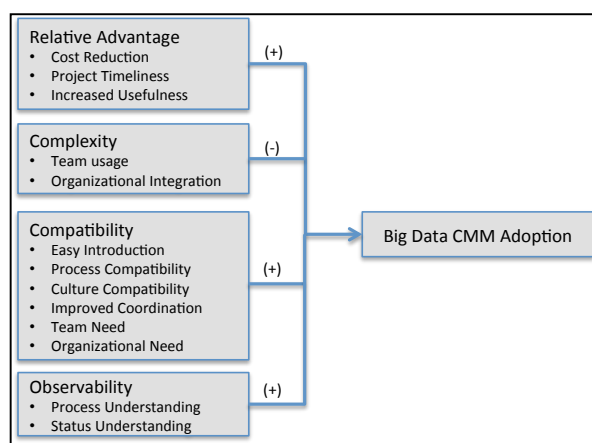 Relative Advantage
• Cost Reduction
• Project Timeliness
• Increased Usefulness
(+)
Complexity
• Team usage
• Organizational Integration
(-)
Compatibility
• Easy Introduction
• Process Compatibility
• Culture Compatibility
• Improved Coordination
• Team Need
• Organizational Need
(+)
Observability
• Process Understanding
• Status Understanding
(+)
Big Data CMM Adoption